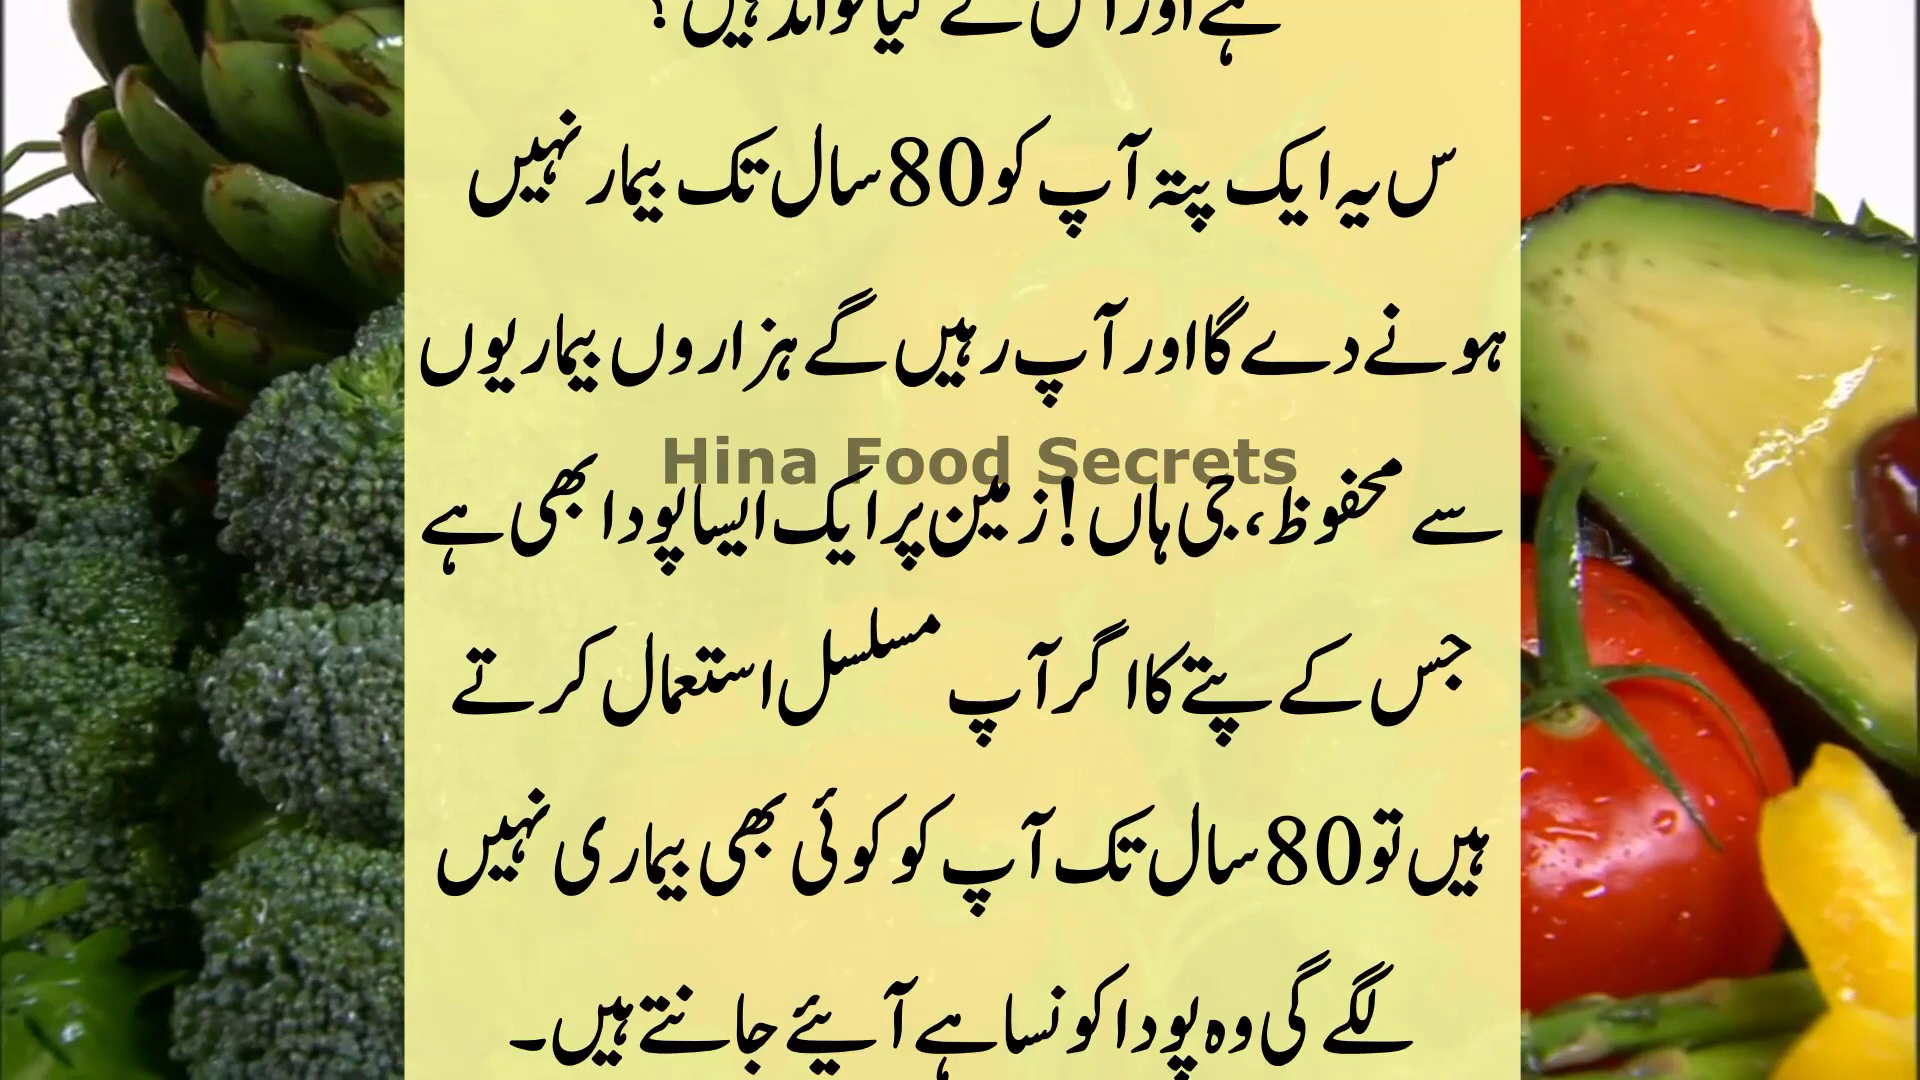 ہے اور اس کے کیا فوائد ہیں؟
س یہ ایک پتہ آپ کو 80 سال تک بیمار نہیں
ہونے دے گا اور آپ رہیں گے ہزاروں بیماریوں
Hina Food Secrets
سے محفوظ، جی ہاں! زمین پر ایک ایسا پودا بھی ہے
جس کے پتے کا اگر آپ مسلسل استعمال کرتے
ہیں تو 80 سال تک آپ کو کوئی بھی بیماری نہیں
لگے گی وہ پودا کونسا ہے آیئے جانتے ہیں۔